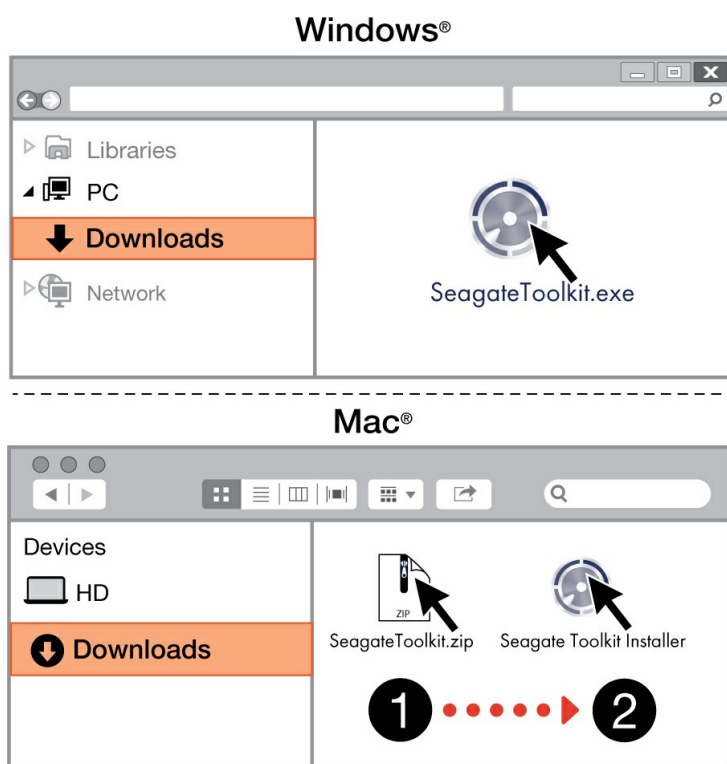 Windows®
Libraries
PC
Downloads
Network
SeagateToolkit.exe
Mac®
Devices
HD
Downloads
ZIP
SeagateToolkit.zip
Seagate Toolkit Installer
1
2